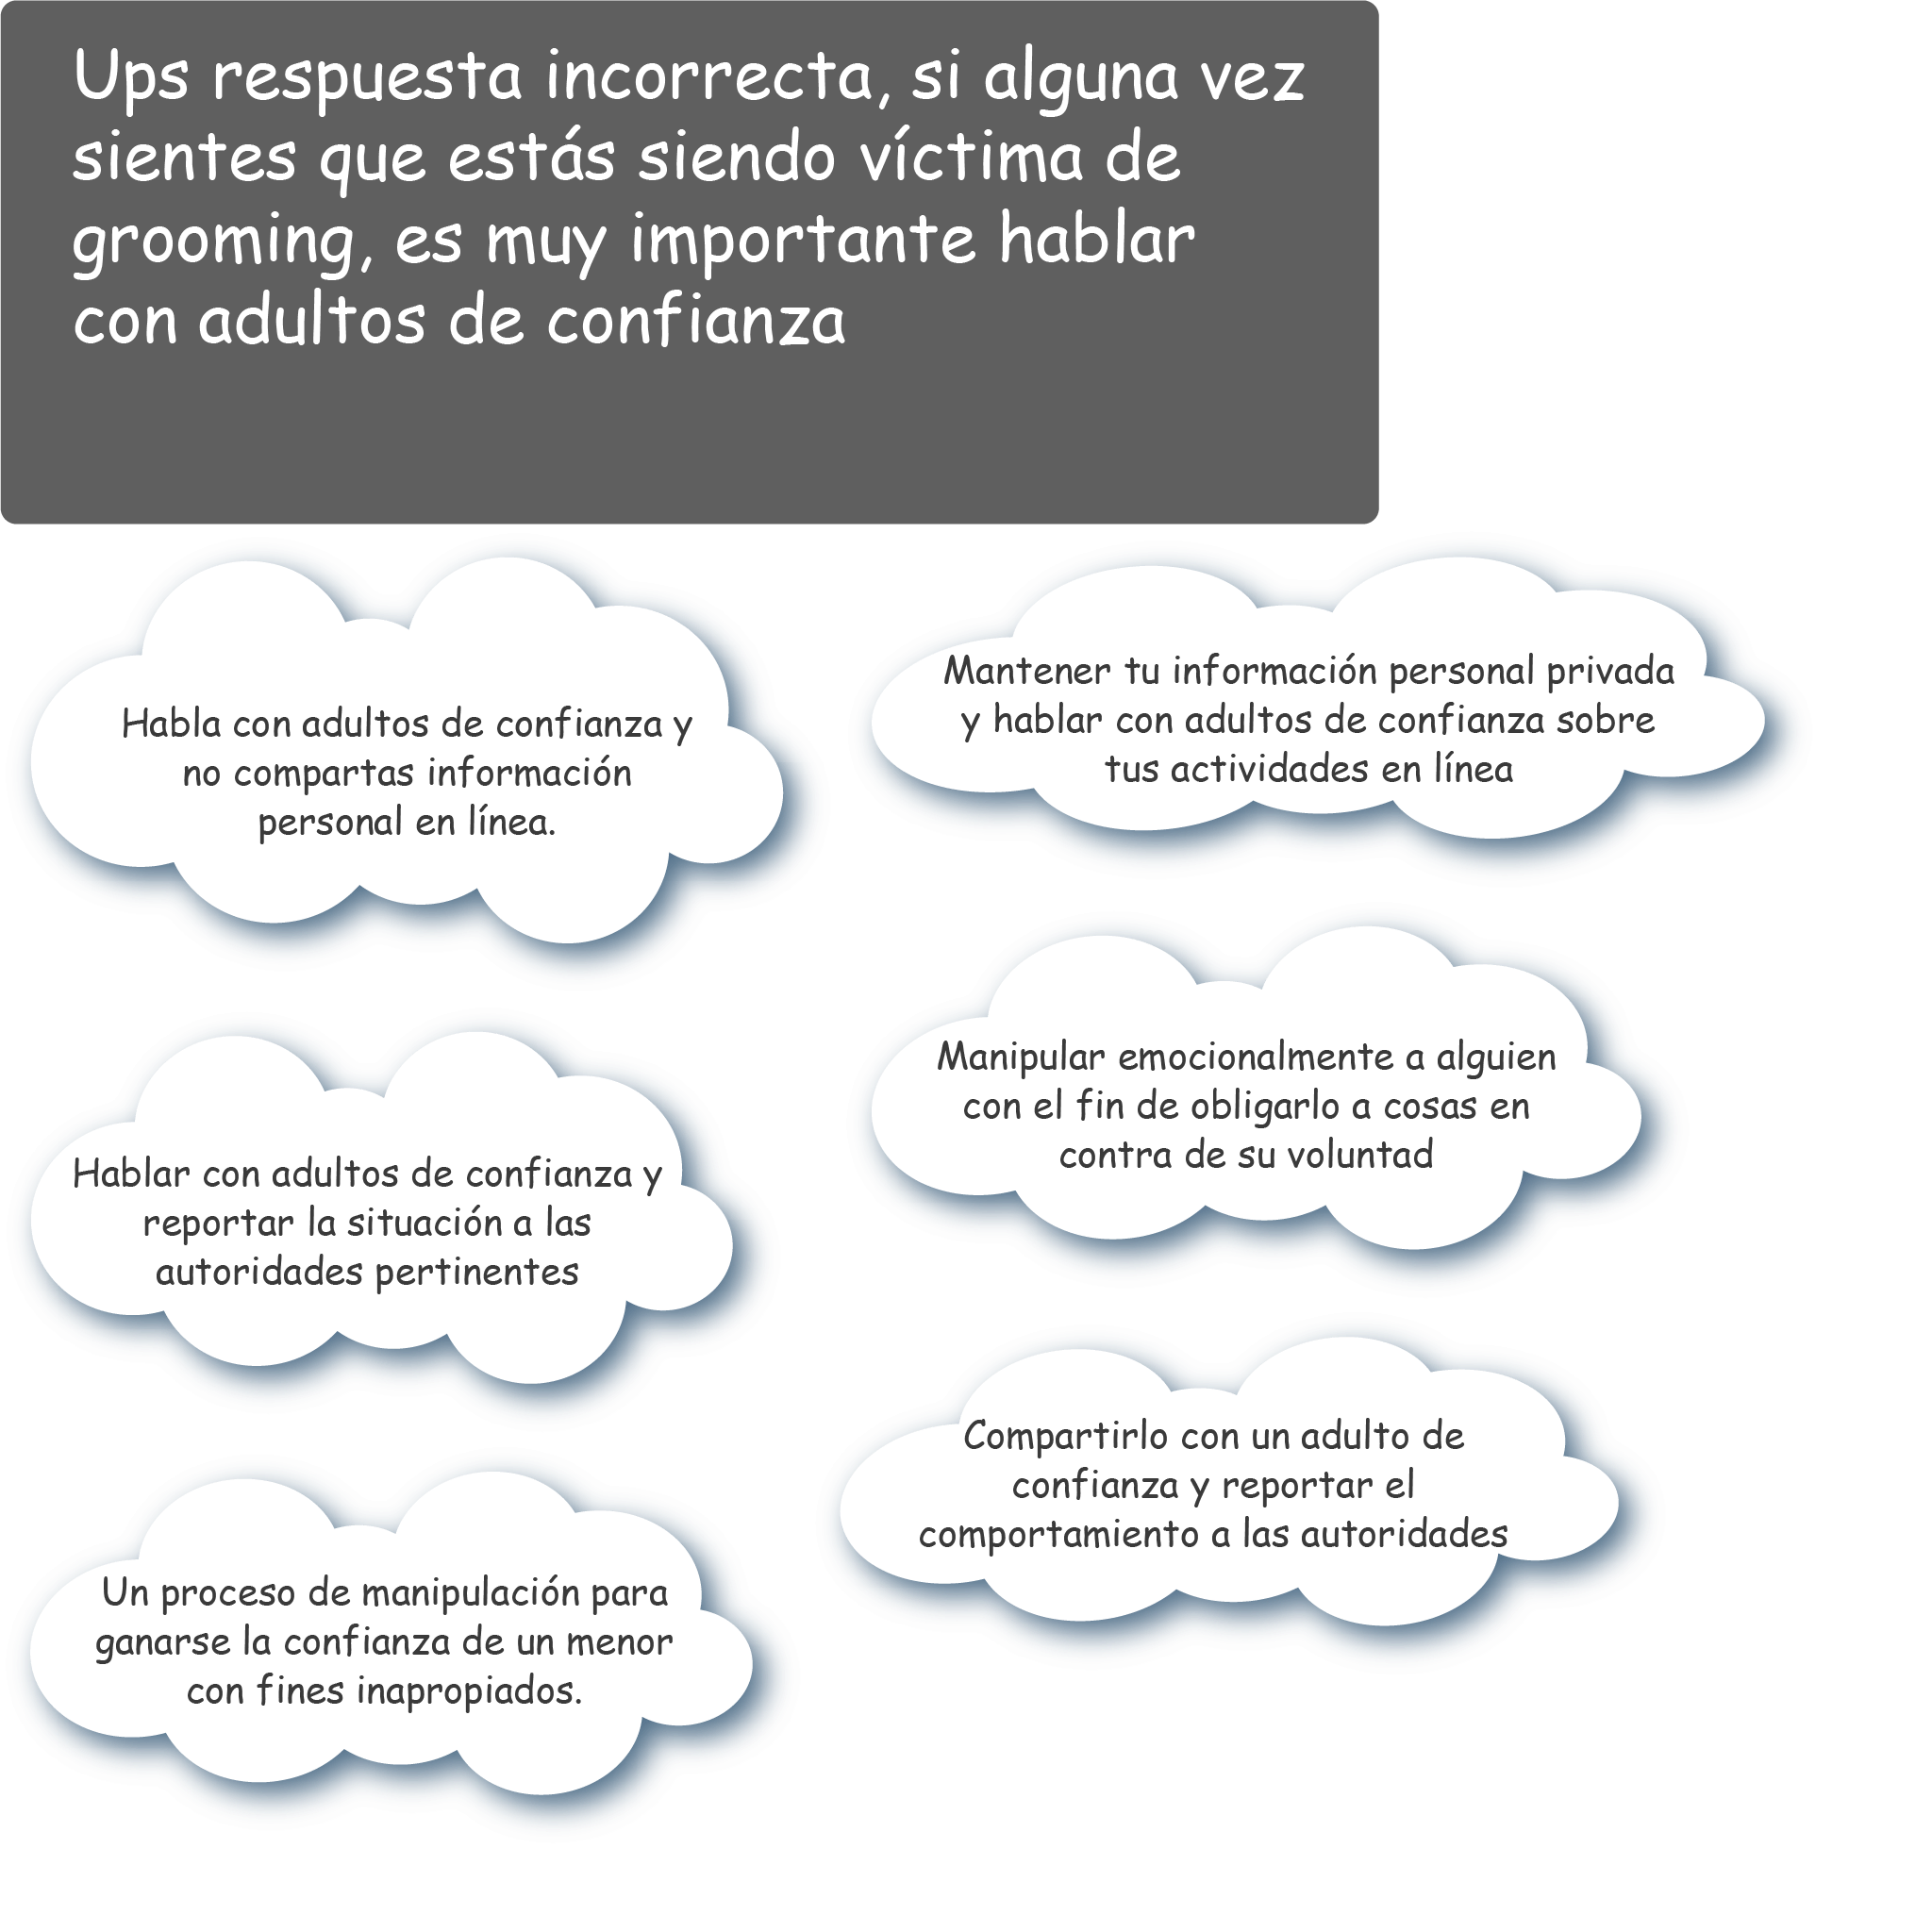 Ups respuesta incorrecta, si alguna vez
sientes que estás siendo víctima de
grooming, es muy importante hablar
con adultos de confianza
Habla con adultos de confianza y
no compartas información
personal en línea.
Mantener tu información personal privada
y hablar con adultos de confianza sobre
tus actividades en línea
Hablar con adultos de confianza y
reportar la situación a las
autoridades pertinentes
Manipular emocionalmente a alguien
con el fin de obligarlo a cosas en
contra de su voluntad
Un proceso de manipulación para
ganarse la confianza de un menor
con fines inapropiados.
Compartirlo con un adulto de
confianza y reportar el
comportamiento a las autoridades